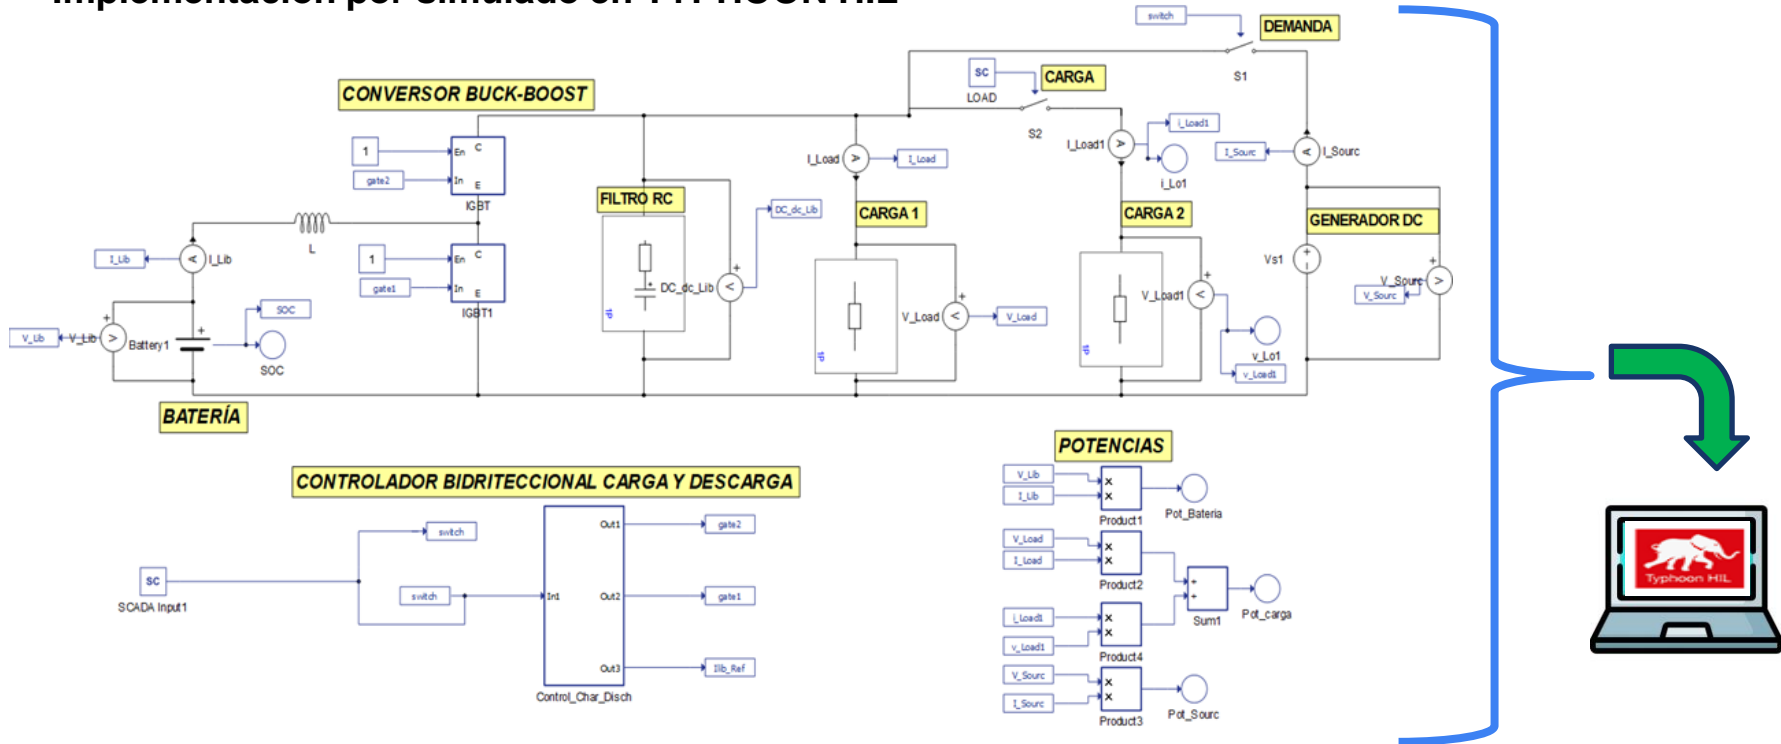 Implementación por simulado en TYPHOON HIL
switch
DEMANDA
S1
SC
LOAD
CARGA
S2
CONVERSOR BUCK-BOOST
1
En
C
gate2
In
E
IGBT
I_Load
I_Load
I_Load1
i_Load1
i_Lo1
I_Sourc
I_Sourc
FILTRO RC
DC_dc_Lib
CARGA 1
CARGA 2
GENERADOR DC
L
I_Lib
I_Lib
1
En
C
gate1
In
E
IGBT1
DC_dc_Lib
1P
V_Load
V_Load
1P
V_Load1
1P
v_Lo1
v_Load1
Vs1
V_Sourc
V_Sourc
V_Lib
V_Lib
Battery1
SOC
SOC
BATERÍA
CONTROLADOR BIDRITECCIONAL CARGA Y DESCARGA
SC
SCADA Input1
switch
switch
In1
Out1
gate2
Out2
gate1
Out3
Ilib_Ref
Control_Char_Disch
POTENCIAS
V_Lib
I_Lib
Product1
Pot_Bateria
V_Load
I_Load
Product2
i_Load1
v_Load1
Product4
Sum1
Pot_carga
V_Sourc
I_Sourc
Product3
Pot_Sourc
Typhoon HIL